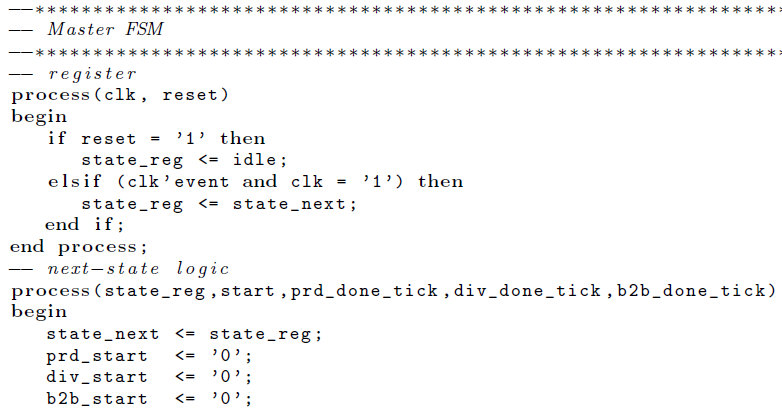 --****************************************************************
-- Master FSM
--****************************************************************
-- register
process(clk, reset)
begin
   if reset = '1' then
      state_reg <= idle;
   elsif (clk'event and clk = '1') then
      state_reg <= state_next;
   end if;
end process;
-- next-state logic
process(state_reg,start,prd_done_tick,div_done_tick,b2b_done_tick)
begin
   state_next <= state_reg;
   prd_start  <= '0';
   div_start  <= '0';
   b2b_start  <= '0';